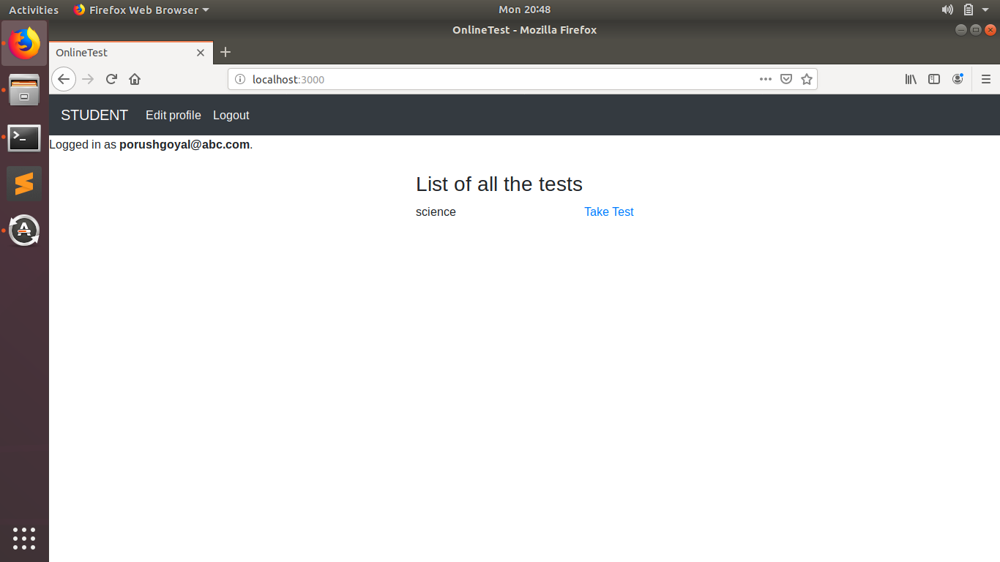 Activities Firefox Web Browser Mon 20:48
OnlineTest - Mozilla Firefox
OnlineTest
localhost:3000
STUDENT Edit profile Logout
Logged in as porushgoyal@abc.com.
List of all the tests
science Take Test